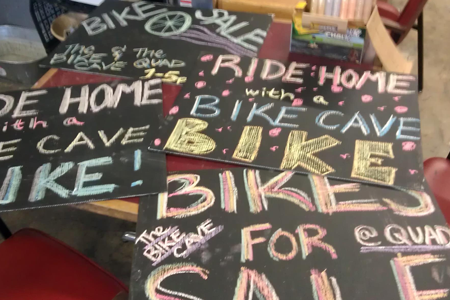 BIKE SALE
The BIKE CAVE & The QUAD
1-5p
RIDE HOME
with a
BIKE CAVE
BIKE
DE HOME
ith a
E CAVE
IKE!
BIKES
The BIKE CAVE
FOR
@ QUAD
SALE